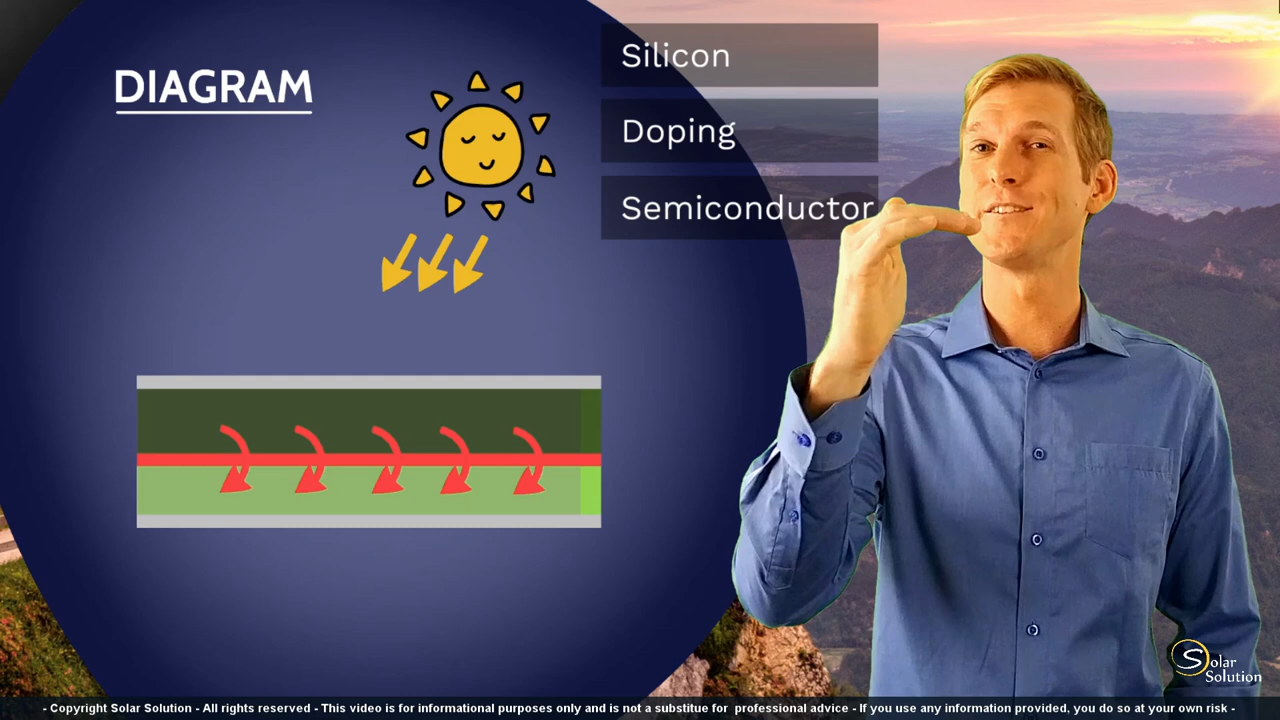 DIAGRAM
Silicon
Doping
Semiconductor
Solar
Solution
- Copyright Solar Solution - All rights reserved - This video is for informational purposes only and is not a substitue for professional advice - If you use any information provided, you do so at your own risk -